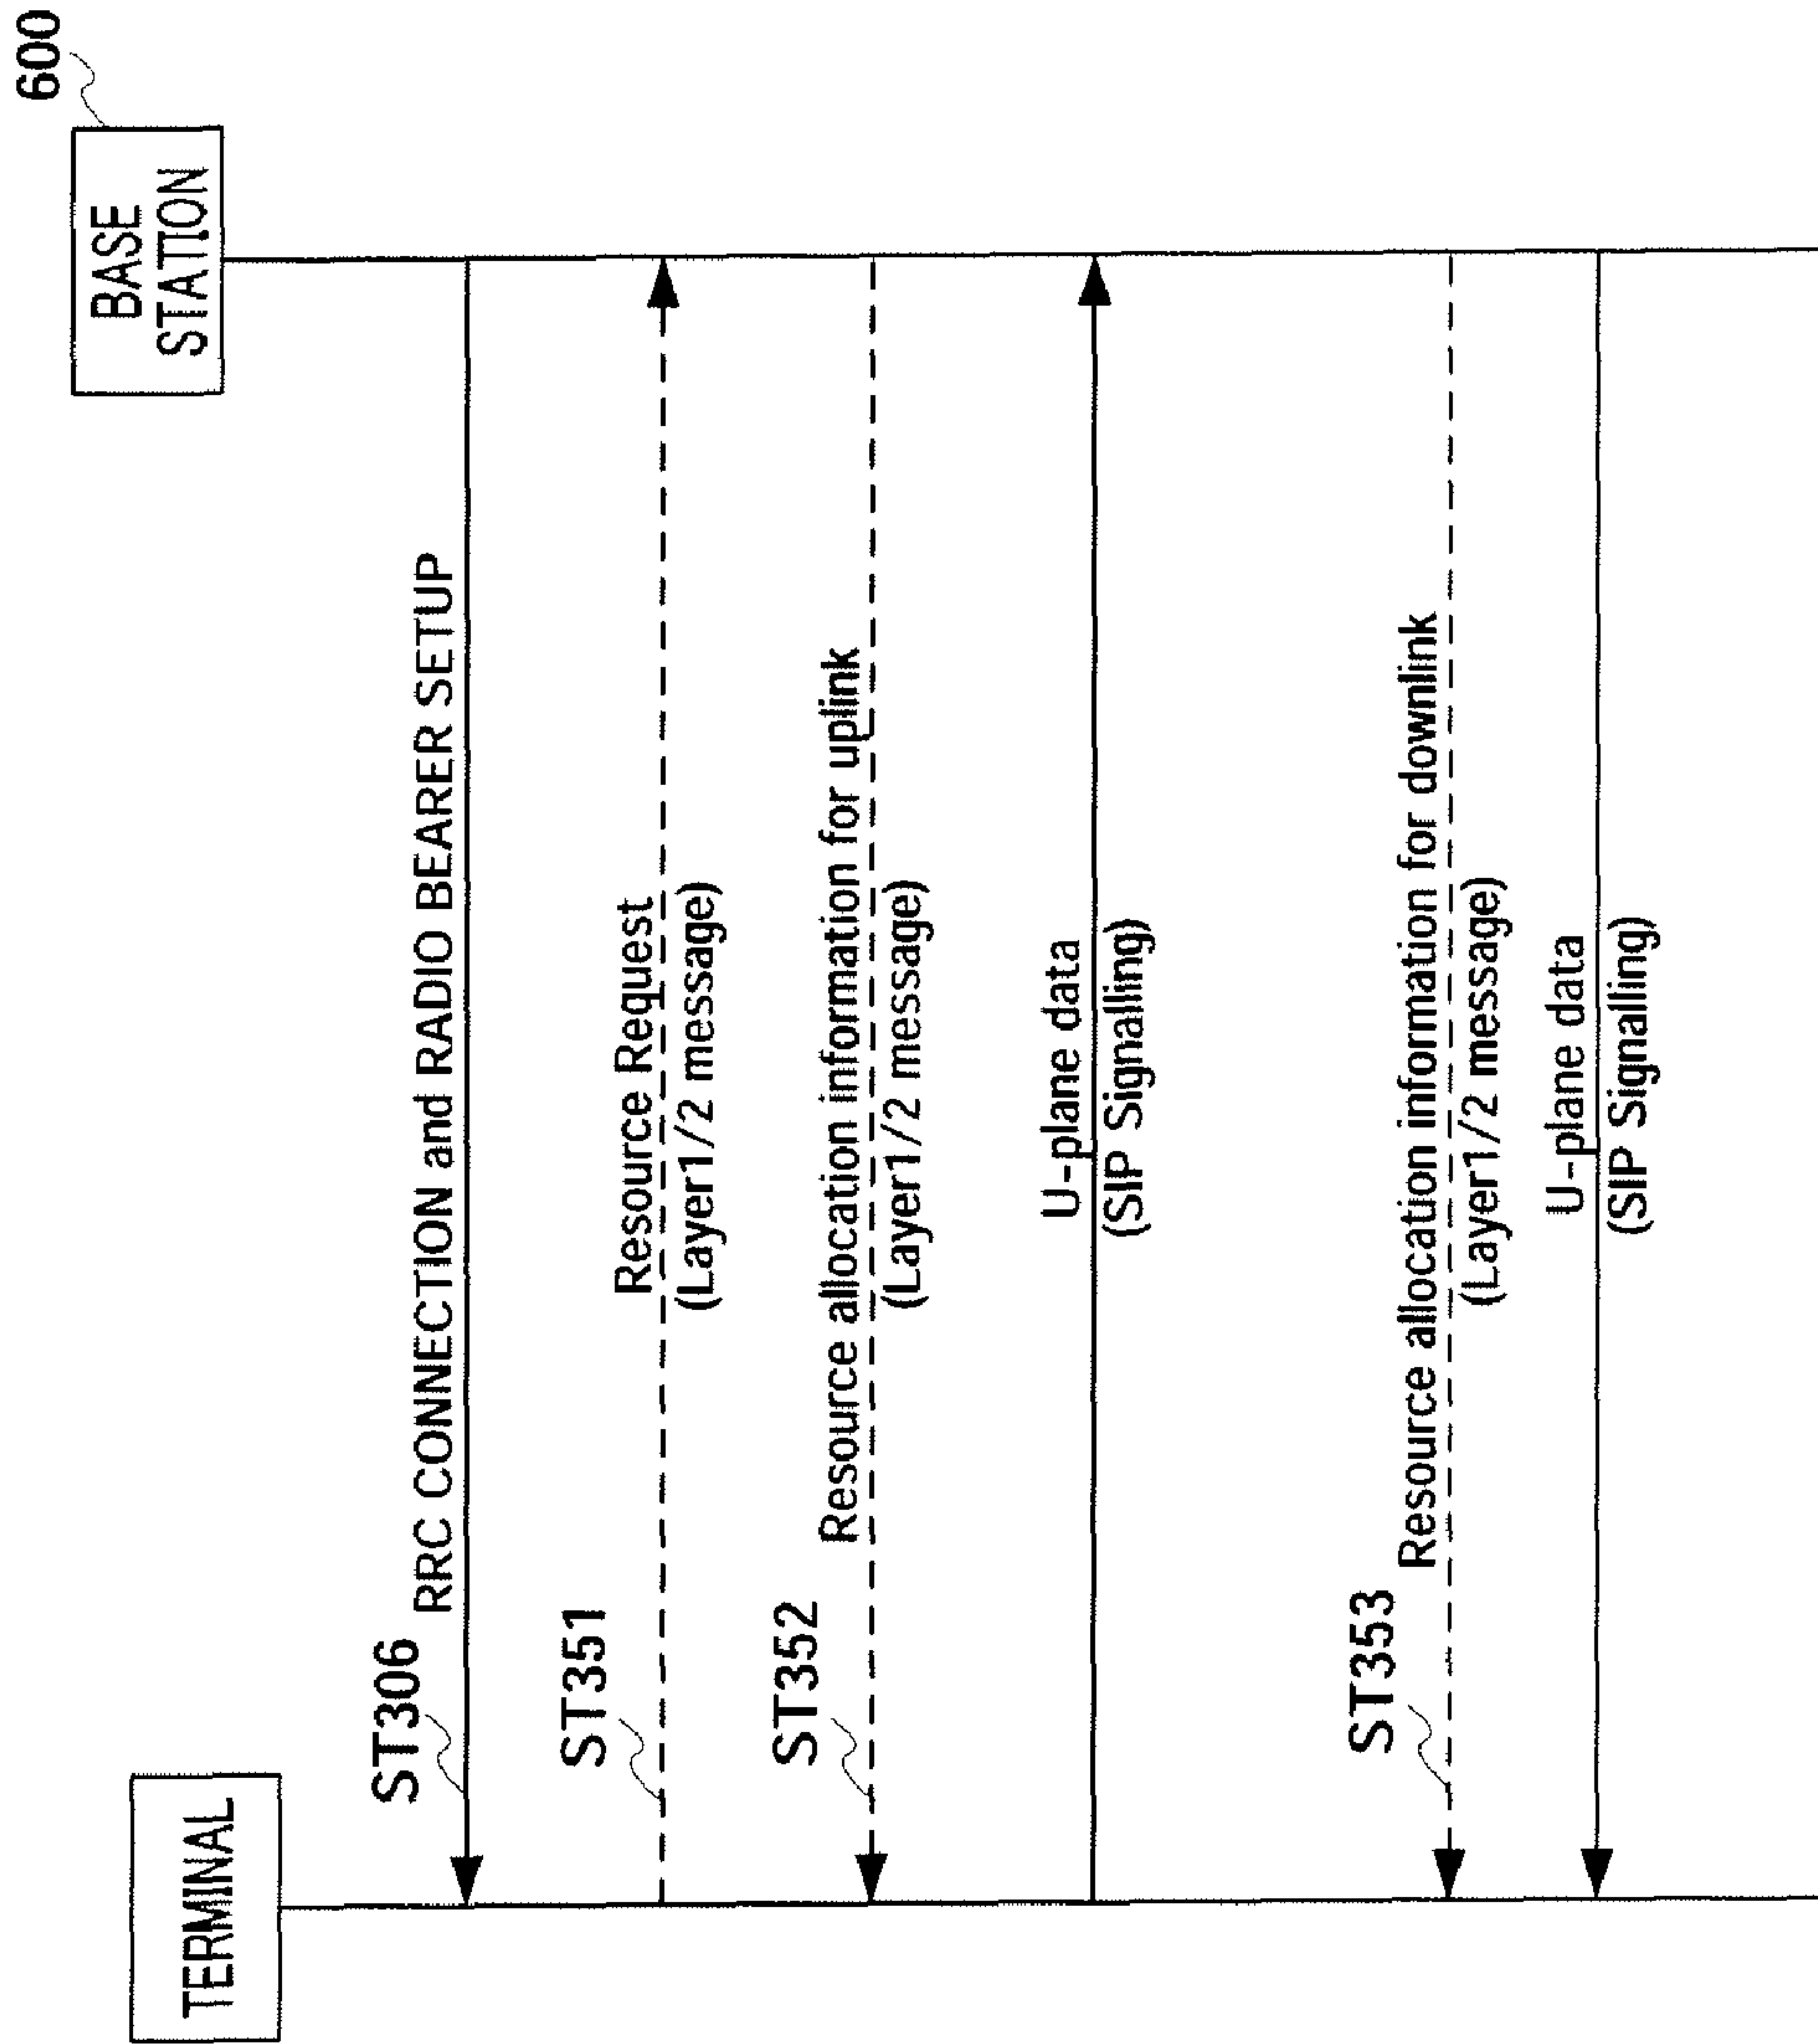 TERMINAL
BASE
STATION
600
ST306
RRC CONNECTION and RADIO BEARER SETUP
ST351
Resource Request
(Layer1/2 message)
ST352
Resource allocation information for uplink
(Layer1/2 message)
U-plane data
(SIP Signalling)
ST353
Resource allocation information for downlink
(Layer1/2 message)
U-plane data
(SIP Signalling)